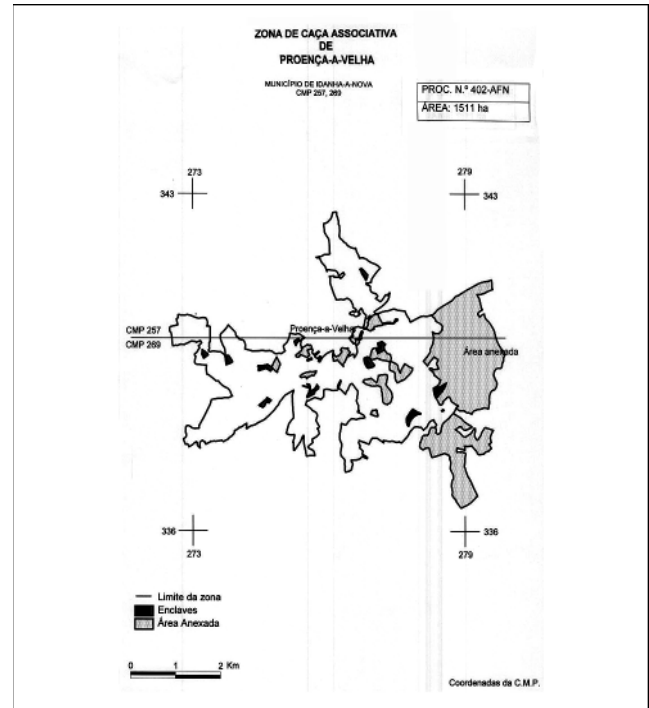 ZONA DE CAÇA ASSOCIATIVA
DE
PROENÇA-A-VELHA
MUNICÍPIO DE IDANHA-A-NOVA
CMP 257, 269
PROC. N.º 402-AFN
ÁREA: 1511 ha
273
279
343
343
CMP 257
Proença-a-Velha
CMP 269
Área anexada
336
336
273
279
Limite da zona
Enclaves
Área Anexada
0 1 2 Km
Coordenadas da C.M.P.